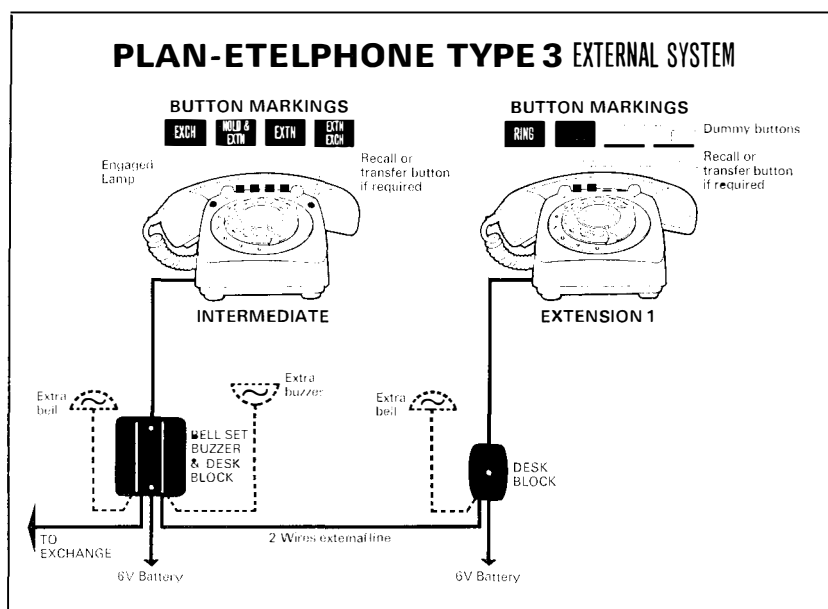 PLAN-ETELPHONE TYPE 3 EXTERNAL SYSTEM
BUTTON MARKINGS
EXCH
HOLD &
EXTN
EXTN
EXTN
EXCH
Engaged
Lamp
Recall or
transfer button
if required
INTERMEDIATE
BUTTON MARKINGS
RING
Dummy buttons
Recall or
transfer button
if required
EXTENSION 1
Extra
bell
Extra
buzzer
BELL SET
BUZZER
& DESK
BLOCK
Extra
bell
DESK
BLOCK
TO
EXCHANGE
2 Wires external line
6V Battery
6V Battery